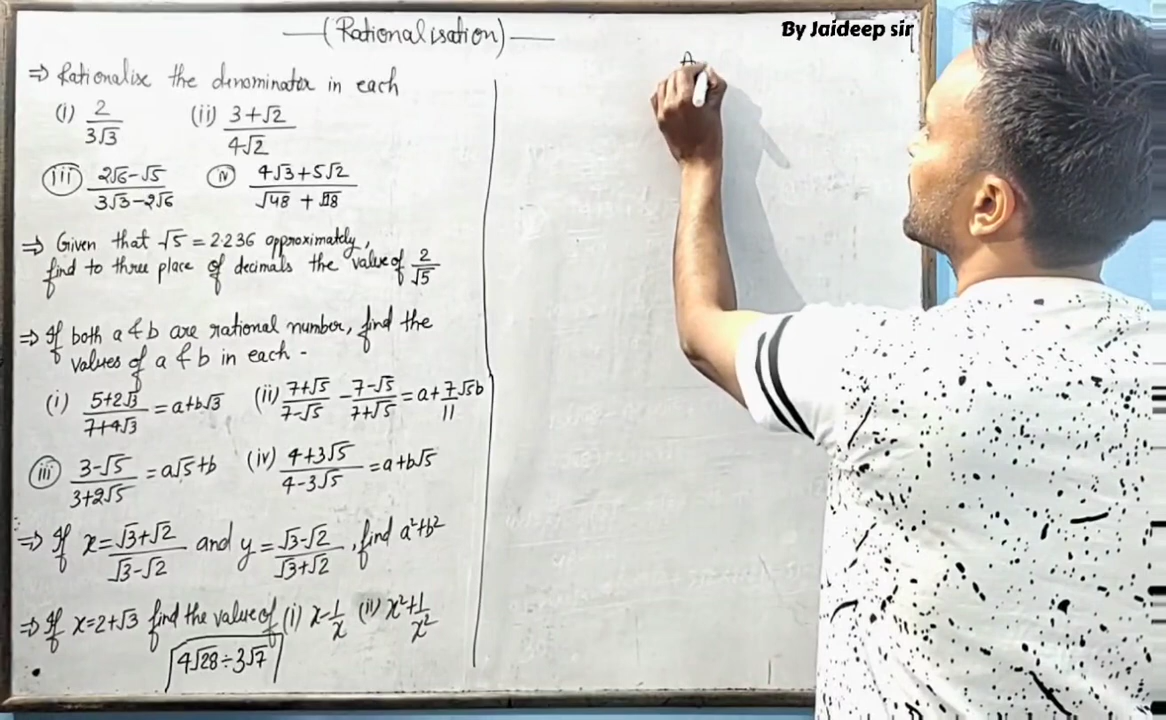 By Jaideep sir
—(Rationalisation)—
⇒ Rationalise the denominator in each
(i) 2/3√3 (ii) 3+√2/4√2
(iii) 2√6-√5/3√3-2√6 (iv) 4√3+5√2/√48 + √18
⇒ Given that √5 = 2.236 approximately,
find to three place of decimals the value of 2/√5
⇒ If both a & b are rational number, find the
values of a & b in each -
(i) 5+2√3/7+4√3 = a+b√3 (ii) 7+√5/7-√5 - 7-√5/7+√5 = a+7/11√5b
(iii) 3-√5/3+2√5 = a√5+b (iv) 4+3√5/4-3√5 = a+b√5
⇒ If x = √3+√2/√3-√2 and y = √3-√2/√3+√2, find a²+b²
⇒ If x=2+√3 find the value of (i) x-1/x (ii) x²+1/x²
4√28÷3√7
A